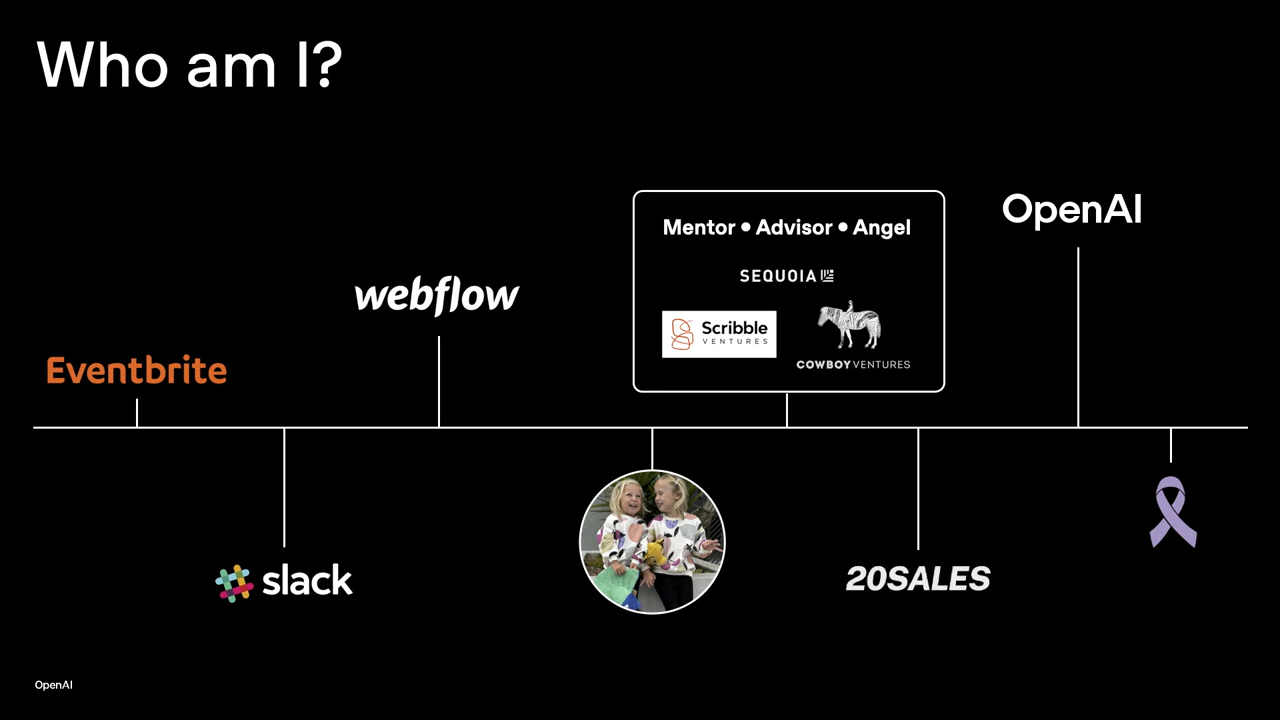 Who am I?
OpenAI
Mentor • Advisor • Angel
SEQUOIA
webflow
Scribble
VENTURES
COWBOY VENTURES
Eventbrite
slack
20SALES
OpenAI